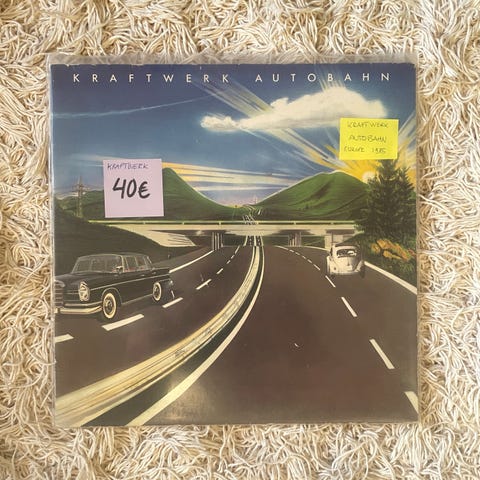 KRAFTWERK AUTOBAHN
KRAFTWERK
AUTOBAHN
EUROPE 1985
KRAFTWERK
40€